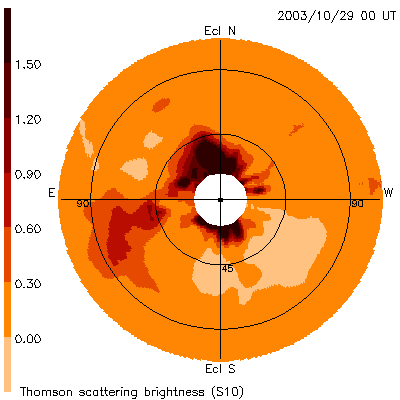 2003/10/29 00 UT
Ecl N
1.50
1.20
0.90
E
W
90
90
0.60
45
0.30
0.00
Ecl S
Thomson scattering brightness (S10)